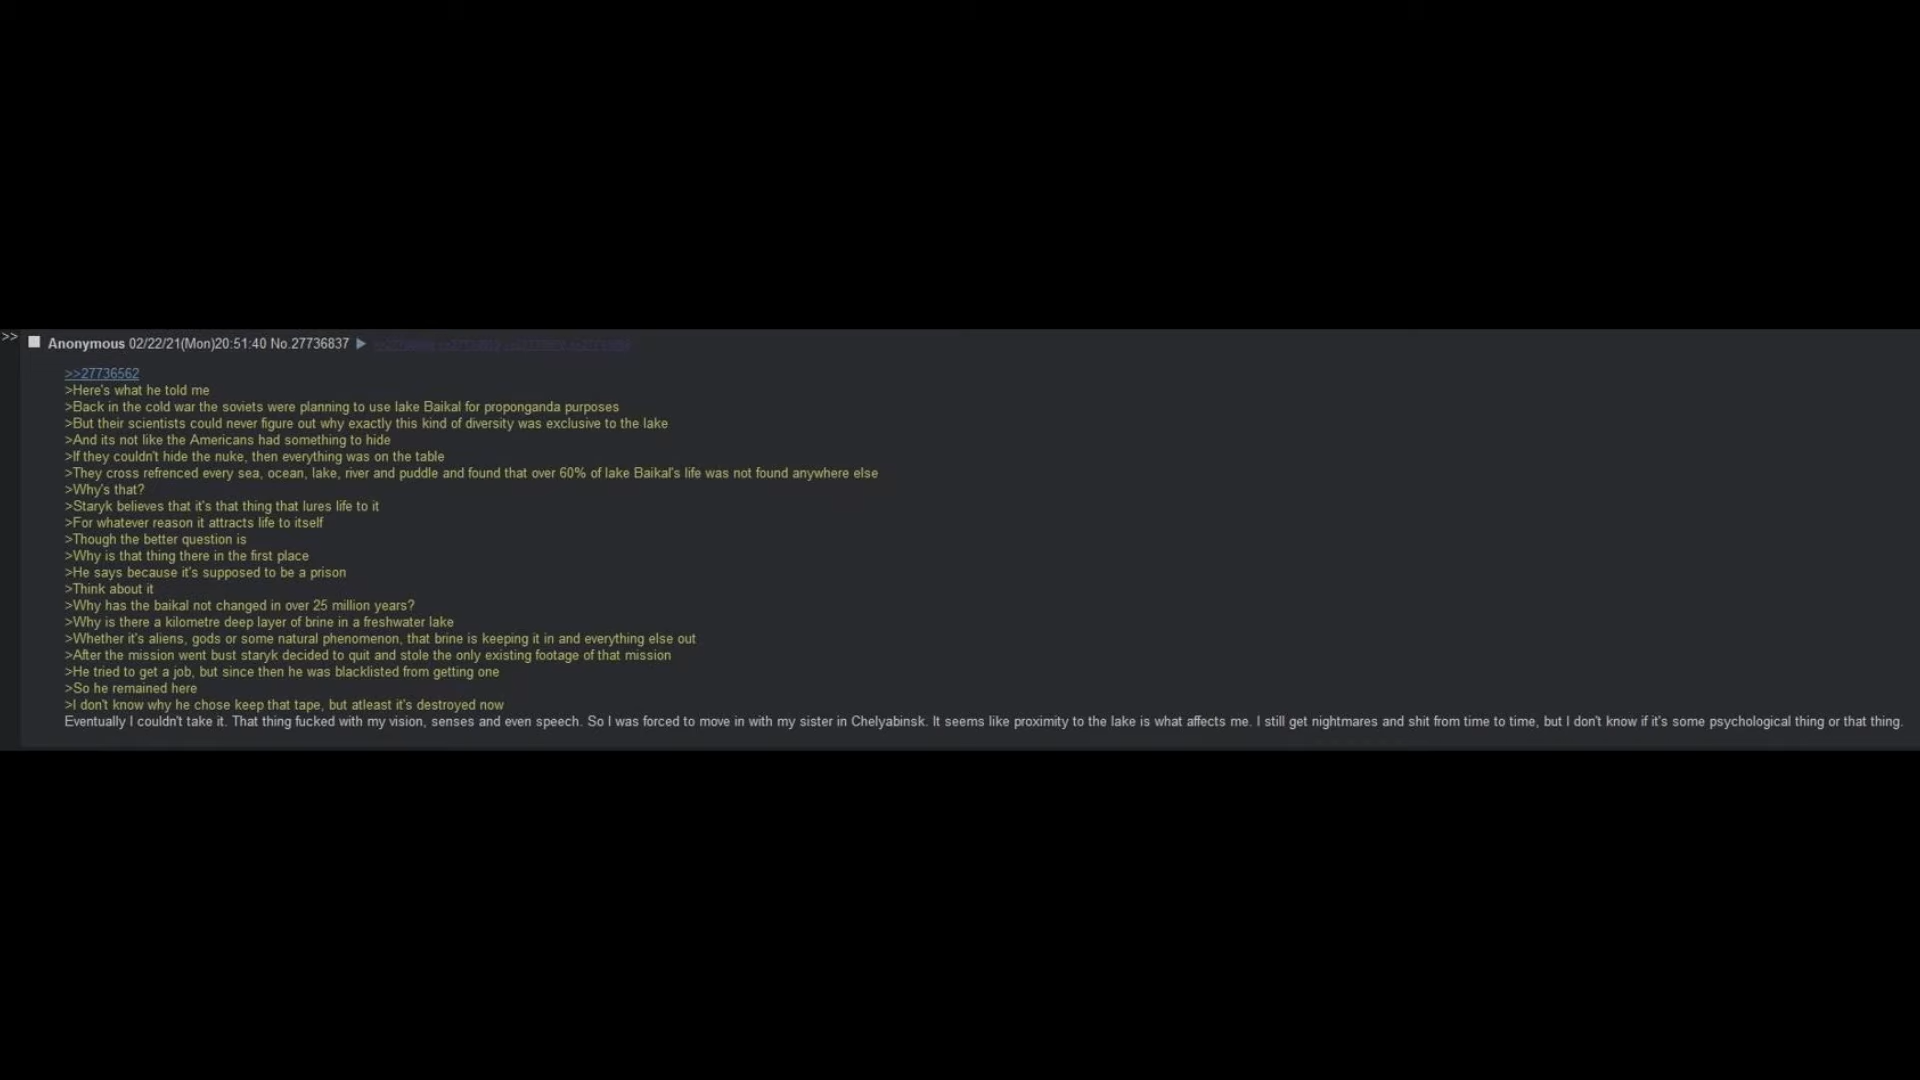 >>
Anonymous 02/22/21(Mon)20:51:40 No.27736837 ▶
>>27736562
>Here's what he told me
>Back in the cold war the soviets were planning to use lake Baikal for proponganda purposes
>But their scientists could never figure out why exactly this kind of diversity was exclusive to the lake
>And its not like the Americans had something to hide
>If they couldn't hide the nuke, then everything was on the table
>They cross refrenced every sea, ocean, lake, river and puddle and found that over 60% of lake Baikal's life was not found anywhere else
>Why's that?
>Staryk believes that it's that thing that lures life to it
>For whatever reason it attracts life to itself
>Though the better question is
>Why is that thing there in the first place
>He says because it's supposed to be a prison
>Think about it
>Why has the baikal not changed in over 25 million years?
>Why is there a kilometre deep layer of brine in a freshwater lake
>Whether it's aliens, gods or some natural phenomenon, that brine is keeping it in and everything else out
>After the mission went bust staryk decided to quit and stole the only existing footage of that mission
>He tried to get a job, but since then he was blacklisted from getting one
>So he remained here
>I don't know why he chose keep that tape, but atleast it's destroyed now
Eventually I couldn't take it. That thing fucked with my vision, senses and even speech. So I was forced to move in with my sister in Chelyabinsk. It seems like proximity to the lake is what affects me. I still get nightmares and shit from time to time, but I don't know if it's some psychological thing or that thing.